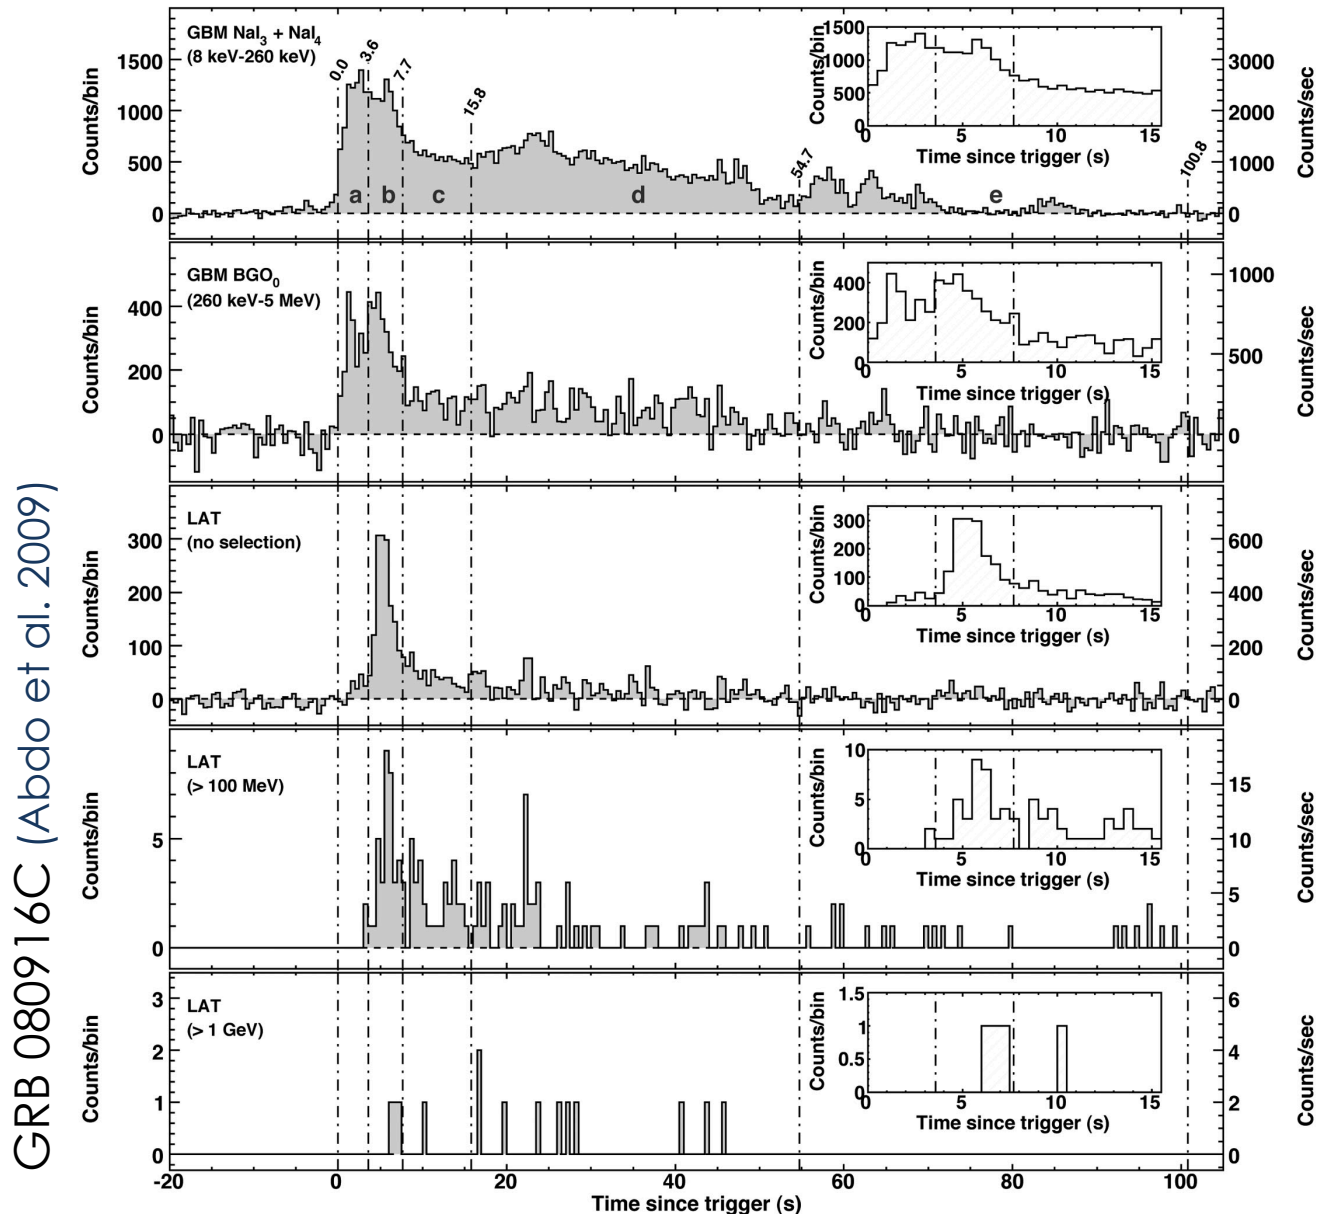 GRB 080916C (Abdo et al. 2009)
GBM NaI3 + NaI4
(8 keV-260 keV)
0.0
3.6
7.7
15.8
54.7
100.8
a b c d e
Counts/bin
1500
1000
500
0
Counts/sec
3000
2000
1000
0
Counts/bin
1500
1000
500
0
0 5 10 15
Time since trigger (s)
GBM BGO0
(260 keV-5 MeV)
Counts/bin
400
200
0
Counts/sec
1000
500
0
Counts/bin
400
200
0
0 5 10 15
Time since trigger (s)
LAT
(no selection)
Counts/bin
300
200
100
0
Counts/sec
600
400
200
0
Counts/bin
300
200
100
0
0 5 10 15
Time since trigger (s)
LAT
(> 100 MeV)
Counts/bin
5
0
Counts/sec
15
10
5
0
Counts/bin
10
5
0
0 5 10 15
Time since trigger (s)
LAT
(> 1 GeV)
Counts/bin
3
2
1
0
Counts/sec
6
4
2
0
Counts/bin
1.5
1
0.5
0
0 5 10 15
Time since trigger (s)
-20 0 20 40 60 80 100
Time since trigger (s)